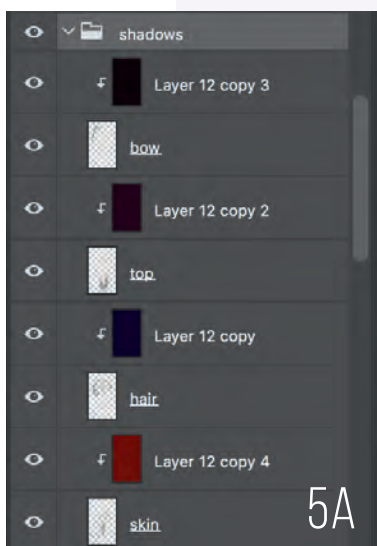 shadows
Layer 12 copy 3
bow
Layer 12 copy 2
top
Layer 12 copy
hair
Layer 12 copy 4
skin
5A